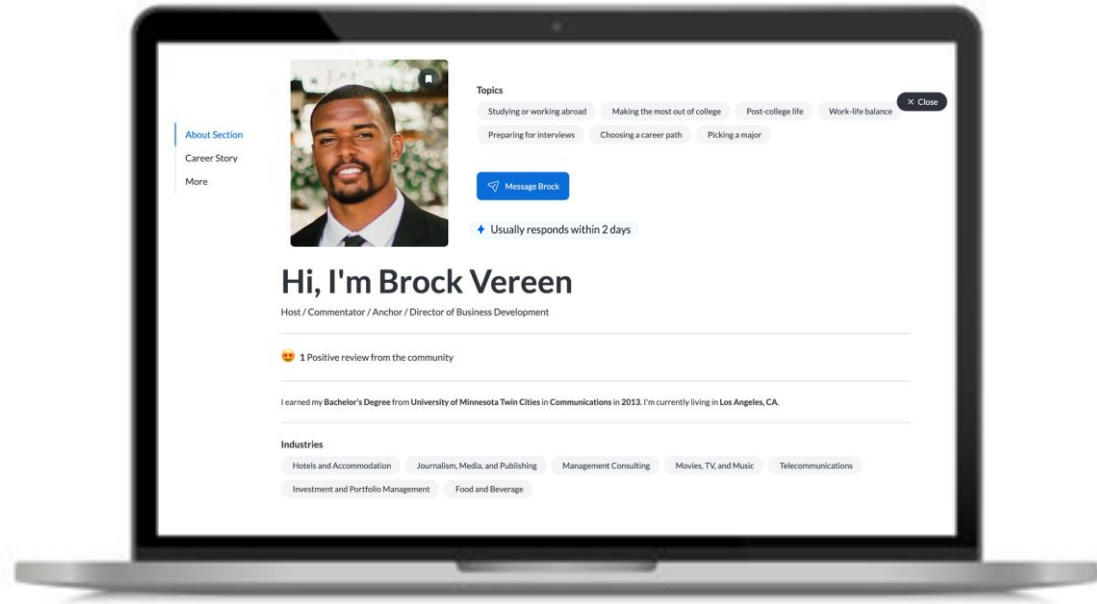 About Section
Career Story
More
Topics
Studying or working abroad Making the most out of college Post-college life Work-life balance
× Close
Preparing for interviews Choosing a career path Picking a major
Message Brock
Usually responds within 2 days
Hi, I'm Brock Vereen
Host / Commentator / Anchor / Director of Business Development
1 Positive review from the community
I earned my Bachelor's Degree from University of Minnesota Twin Cities in Communications in 2013. I'm currently living in Los Angeles, CA.
Industries
Hotels and Accommodation Journalism, Media, and Publishing Management Consulting Movies, TV, and Music Telecommunications
Investment and Portfolio Management Food and Beverage